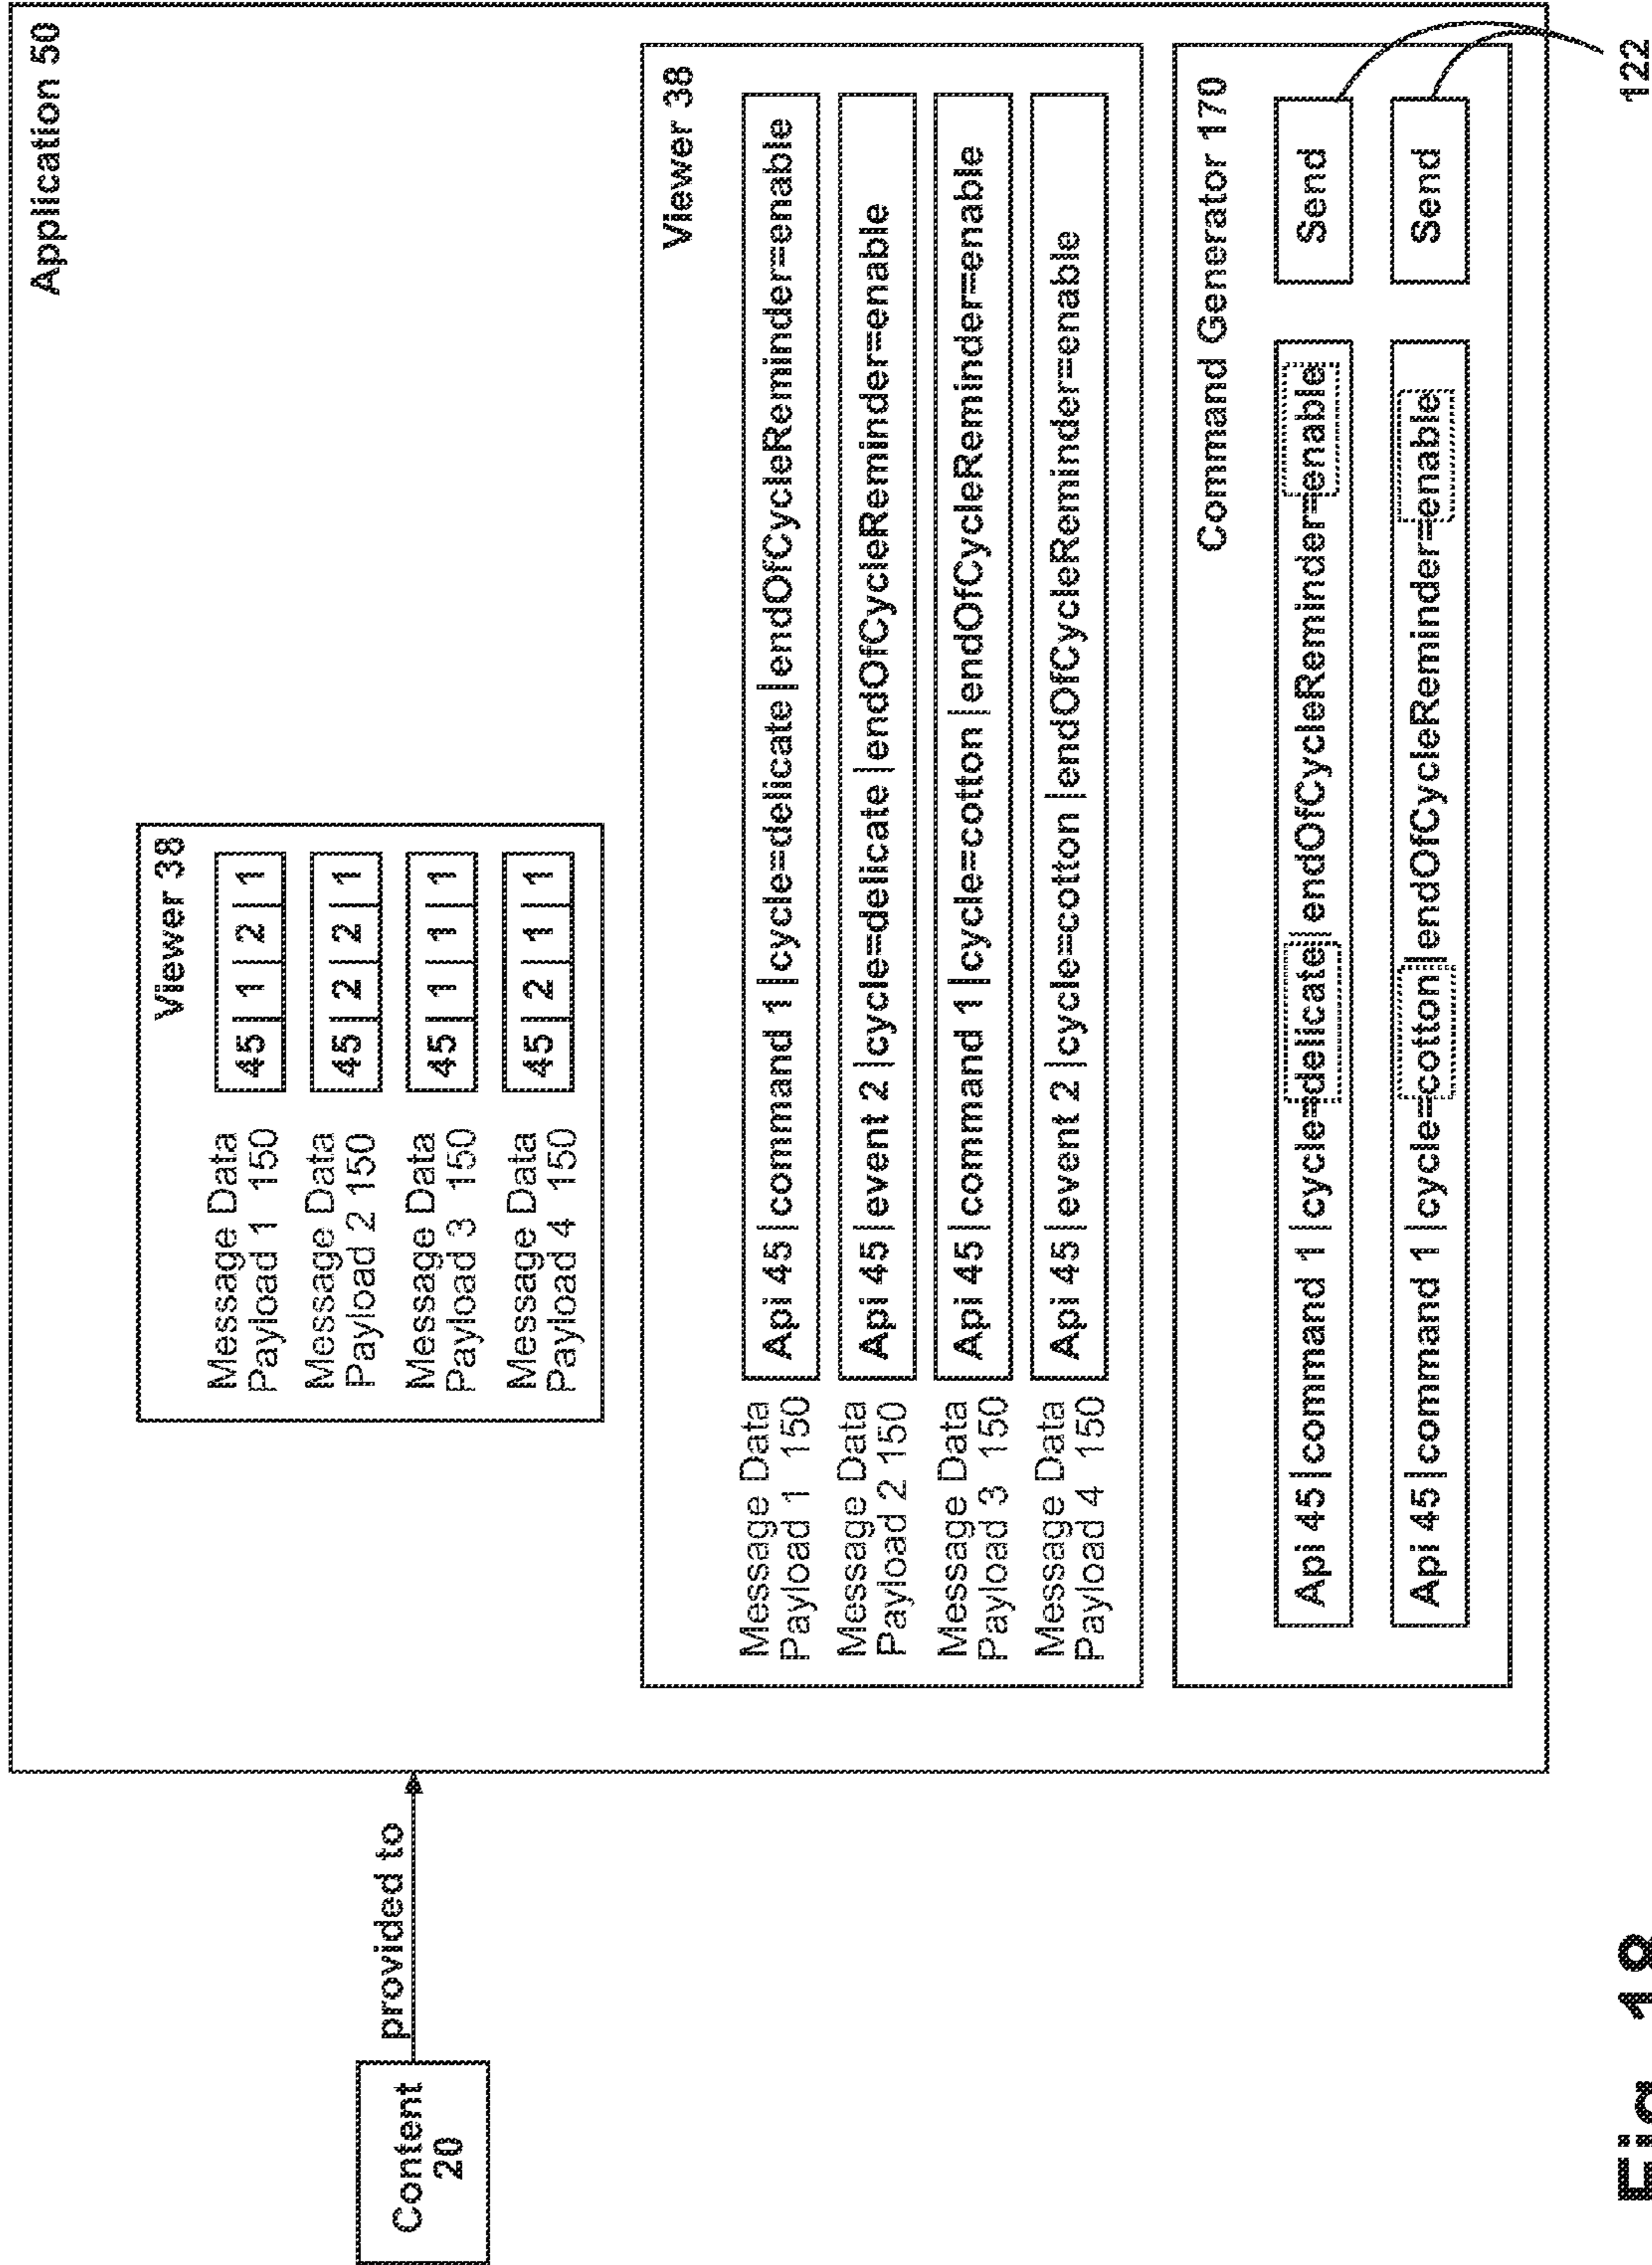 Application 50
Viewer 38
Message Data
Payload 1 150
45 | 1 | 2 | 1
Message Data
Payload 2 150
45 | 2 | 2 | 1
Message Data
Payload 3 150
45 | 1 | 1 | 1
Message Data
Payload 4 150
45 | 2 | 1 | 1
Content
20
provided to
Viewer 38
Message Data
Payload 1 150
Api 45|command 1|cycle=delicate|endOfCycleReminder=enable
Message Data
Payload 2 150
Api 45|event 2|cycle=delicate|endOfCycleReminder=enable
Message Data
Payload 3 150
Api 45|command 1|cycle=cotton|endOfCycleReminder=enable
Message Data
Payload 4 150
Api 45|event 2|cycle=cotton|endOfCycleReminder=enable
Command Generator 170
Api 45|command 1|cycle=delicate|endOfCycleReminder=enable
Send
Api 45|command 1|cycle=cotton|endOfCycleReminder=enable
Send
122